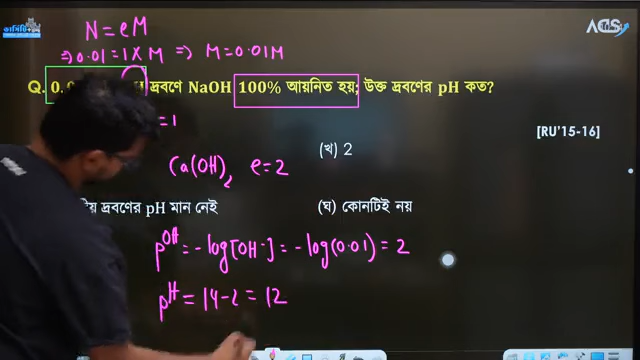 N = eM
ACS
⇒ 0.01 = 1 × M ⇒ M = 0.01M
Q. দ্রবণে NaOH 100% আয়নিত হয়; উক্ত দ্রবণের pH কত?
= 1
[RU'15-16]
(খ) 2
Ca(OH)₂ e = 2
দ্রবণের pH মান নেই
(ঘ) কোনটিই নয়
pOH = -log[OH⁻] = -log(0.01) = 2
pH = 14-2 = 12